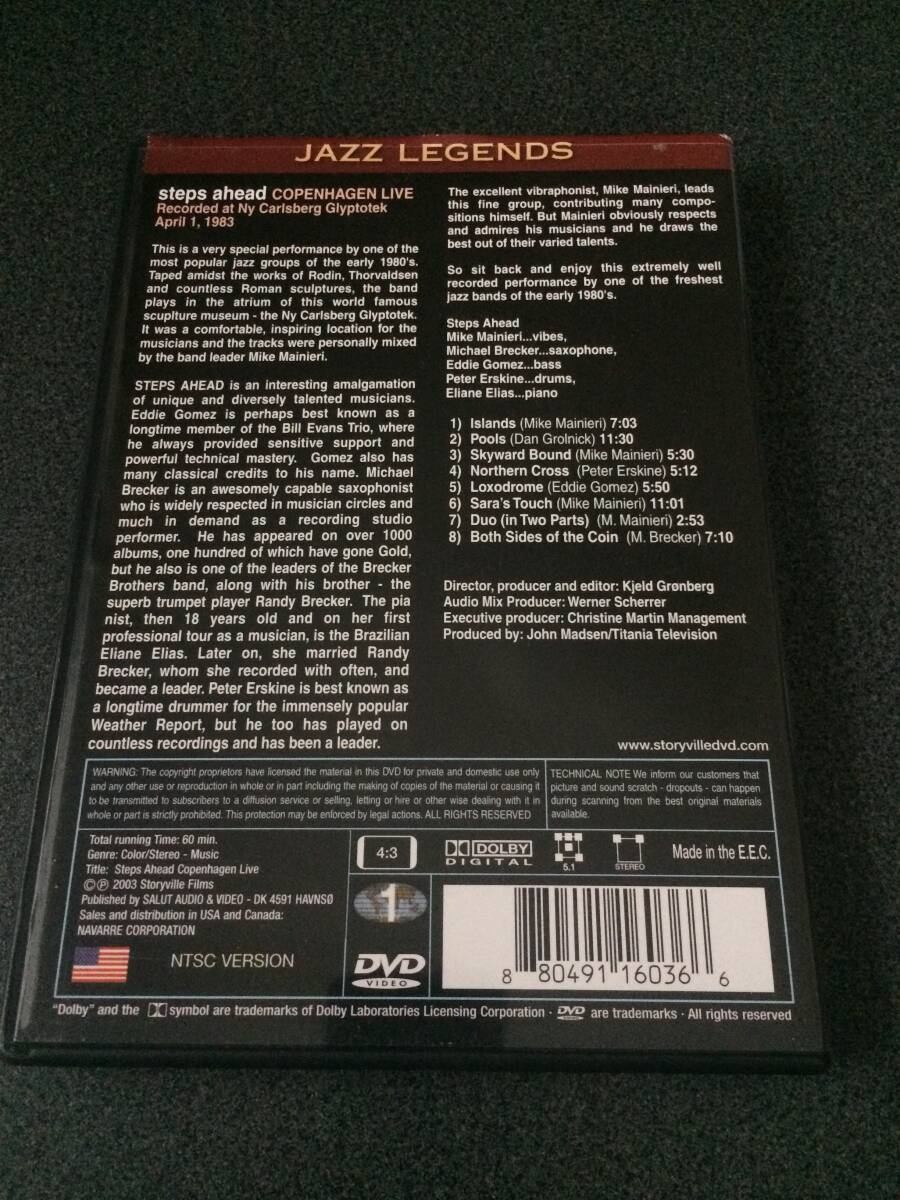 JAZZ LEGENDS
steps ahead COPENHAGEN LIVE
Recorded at Ny Carlsberg Glyptotek
April 1, 1983
This is a very special performance by one of the
most popular jazz groups of the early 1980's.
Taped amidst the works of Rodin, Thorvaldsen
and countless Roman sculptures, the band
plays in the atrium of this world famous
scuplture museum - the Ny Carlsberg Glyptotek.
It was a comfortable, inspiring location for the
musicians and the tracks were personally mixed
by the band leader Mike Mainieri.
STEPS AHEAD is an interesting amalgamation
of unique and diversely talented musicians.
Eddie Gomez is perhaps best known as a
longtime member of the Bill Evans Trio, where
he always provided sensitive support and
powerful technical mastery. Gomez also has
many classical credits to his name. Michael
Brecker is an awesomely capable saxophonist
who is widely respected in musician circles and
much in demand as a recording studio
performer. He has appeared on over 1000
albums, one hundred of which have gone Gold,
but he also is one of the leaders of the Brecker
Brothers band, along with his brother - the
superb trumpet player Randy Brecker. The pia
nist, then 18 years old and on her first
professional tour as a musician, is the Brazilian
Eliane Elias. Later on, she married Randy
Brecker, whom she recorded with often, and
became a leader. Peter Erskine is best known as
a longtime drummer for the immensely popular
Weather Report, but he too has played on
countless recordings and has been a leader.
The excellent vibraphonist, Mike Mainieri, leads
this fine group, contributing many compo-
sitions himself. But Mainieri obviously respects
and admires his musicians and he draws the
best out of their varied talents.
So sit back and enjoy this extremely well
recorded performance by one of the freshest
jazz bands of the early 1980's.
Steps Ahead
Mike Mainieri...vibes,
Michael Brecker...saxophone,
Eddie Gomez...bass
Peter Erskine...drums,
Eliane Elias...piano
1) Islands (Mike Mainieri) 7:03
2) Pools (Dan Grolnick) 11:30
3) Skyward Bound (Mike Mainieri) 5:30
4) Northern Cross (Peter Erskine) 5:12
5) Loxodrome (Eddie Gomez) 5:50
6) Sara's Touch (Mike Mainieri) 11:01
7) Duo (in Two Parts) (M. Mainieri) 2:53
8) Both Sides of the Coin (M. Brecker) 7:10
Director, producer and editor: Kjeld Grønberg
Audio Mix Producer: Werner Scherrer
Executive producer: Christine Martin Management
Produced by: John Madsen/Titania Television
www.storyvilledvd.com
WARNING: The copyright proprietors have licensed the material in this DVD for private and domestic use only
and any other use or reproduction in whole or in part including the making of copies of the material or causing it
to be transmitted to subscribers to a diffusion service or selling, letting or hire or other wise dealing with it in
whole or part is strictly prohibited. This protection may be enforced by legal actions. ALL RIGHTS RESERVED
TECHNICAL NOTE We inform our customers that
picture and sound scratch - dropouts - can happen
during scanning from the best original materials
available.
Total running Time: 60 min.
Genre: Color/Stereo - Music
Title: Steps Ahead Copenhagen Live
©℗ 2003 Storyville Films
Published by SALUT AUDIO & VIDEO - DK 4591 HAVNSØ
Sales and distribution in USA and Canada:
NAVARRE CORPORATION
NTSC VERSION
4:3
DOLBY
DIGITAL
5.1
STEREO
Made in the E.E.C.
1
DVD
VIDEO
8 80491 16036 6
"Dolby" and the symbol are trademarks of Dolby Laboratories Licensing Corporation · DVD are trademarks · All rights reserved